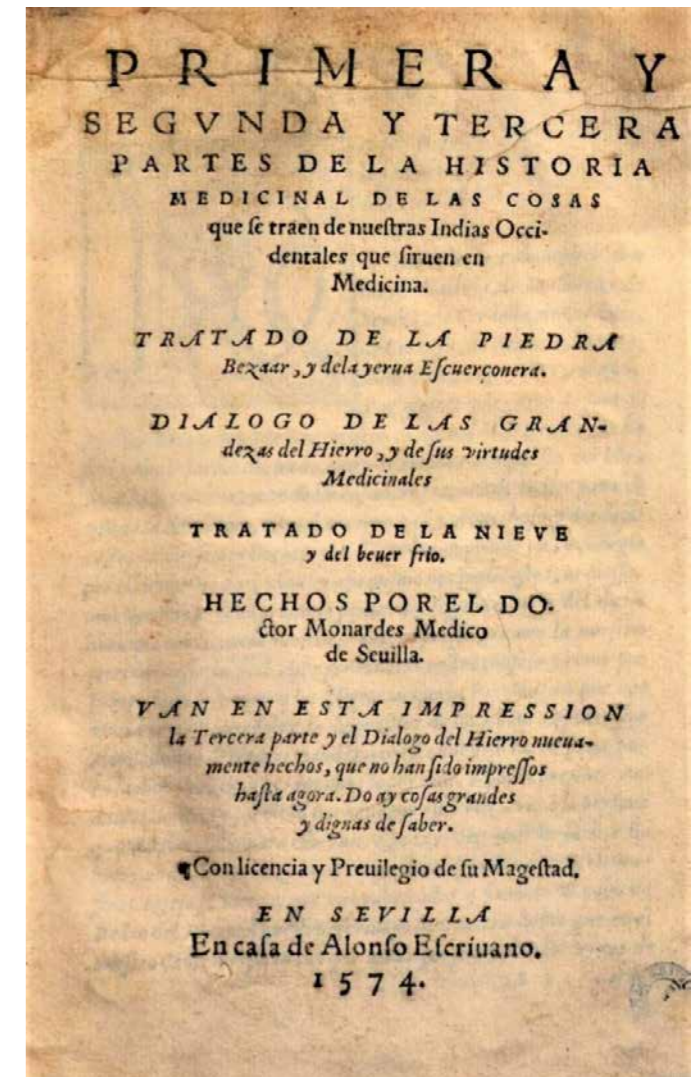 PRIMERA Y
SEGVNDA Y TERCERA
PARTES DE LA HISTORIA
MEDICINAL DE LAS COSAS
que ſe traen de nueſtras Indias Occi-
dentales que ſiruen en
Medicina.
TRATADO DE LA PIEDRA
Bezaar, y dela yerua Eſcuerçonera.
DIALOGO DE LAS GRAN-
dezas del Hierro, y de ſus virtudes
Medicinales
TRATADO DE LA NIEVE
y del beuer frio.
HECHOS POR EL DO-
ctor Monardes Medico
de Seuilla.
VAN EN ESTA IMPRESSION
la Tercera parte y el Dialogo del Hierro nueua-
mente hechos, que no han ſido impreſſos
haſta agora. Do ay coſas grandes
y dignas de ſaber.
Con licencia y Preuilegio de ſu Mageſtad.
EN SEVILLA
En caſa de Alonſo Eſcriuano.
1574.